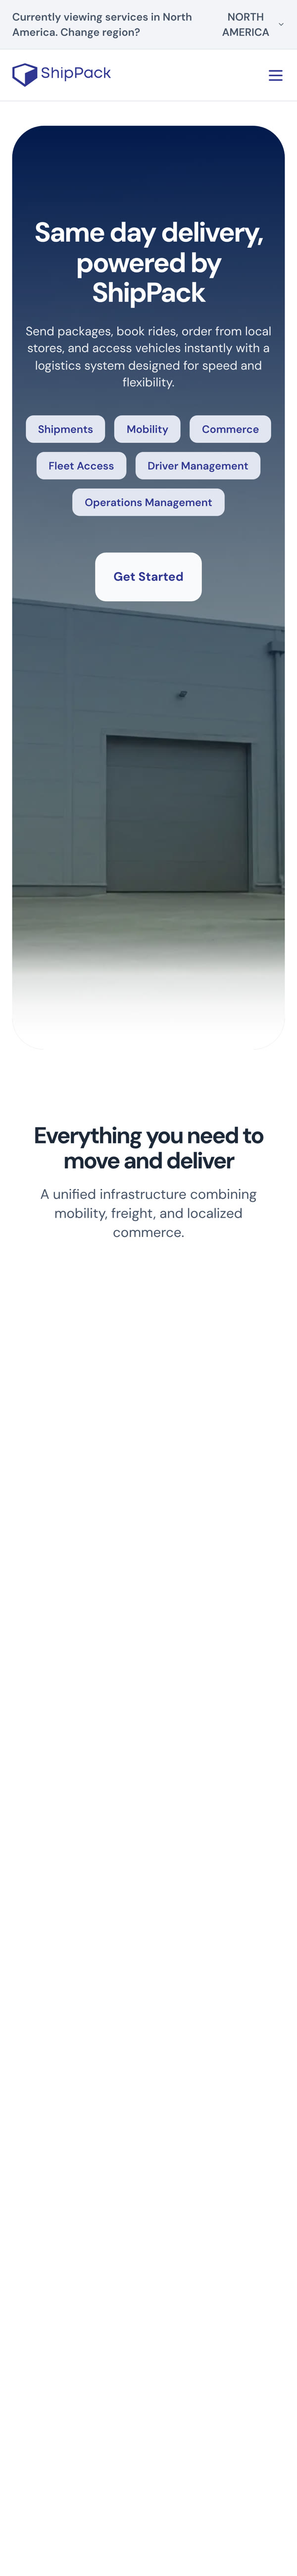 Currently viewing services in North
America. Change region?
NORTH
AMERICA
ShipPack
Same day delivery,
powered by
ShipPack
Send packages, book rides, order from local
stores, and access vehicles instantly with a
logistics system designed for speed and
flexibility.
Shipments
Mobility
Commerce
Fleet Access
Driver Management
Operations Management
Get Started
Everything you need to
move and deliver
A unified infrastructure combining
mobility, freight, and localized
commerce.